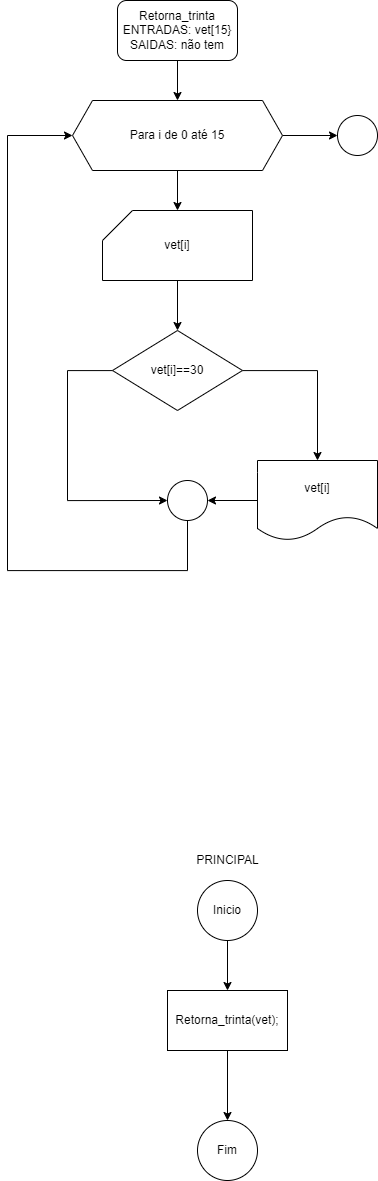 Retorna_trinta
ENTRADAS: vet[15}
SAIDAS: não tem
Para i de 0 até 15
vet[i]
vet[i]==30
vet[i]
PRINCIPAL
Inicio
Retorna_trinta(vet);
Fim